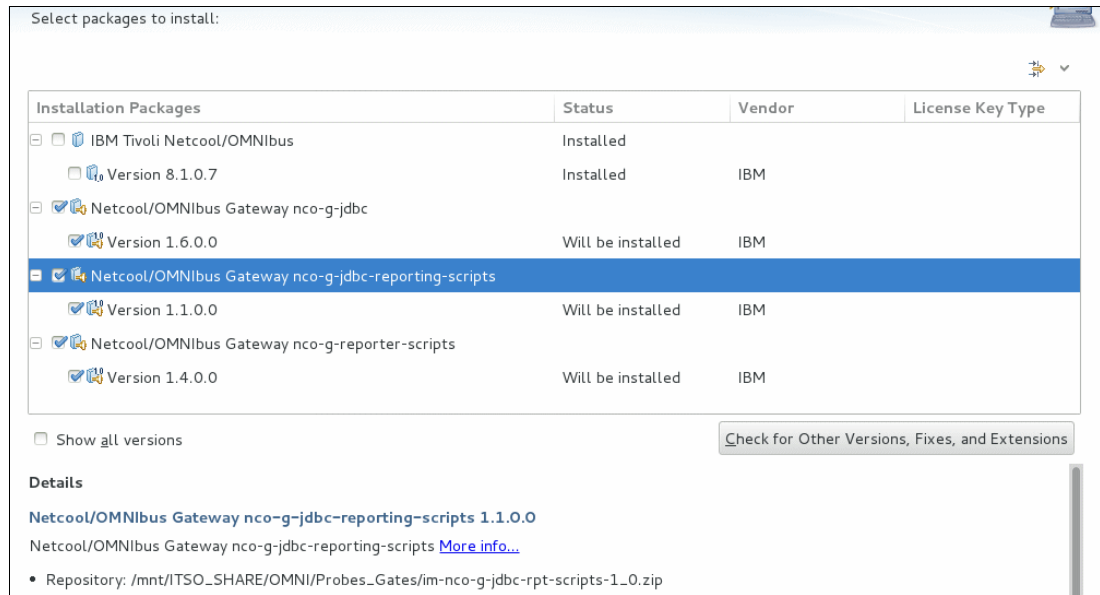 Select packages to install:
Installation Packages Status Vendor License Key Type
IBM Tivoli Netcool/OMNIbus Installed
Version 8.1.0.7 Installed IBM
Netcool/OMNIbus Gateway nco-g-jdbc
Version 1.6.0.0 Will be installed IBM
Netcool/OMNIbus Gateway nco-g-jdbc-reporting-scripts
Version 1.1.0.0 Will be installed IBM
Netcool/OMNIbus Gateway nco-g-reporter-scripts
Version 1.4.0.0 Will be installed IBM
Show all versions Check for Other Versions, Fixes, and Extensions
Details
Netcool/OMNIbus Gateway nco-g-jdbc-reporting-scripts 1.1.0.0
Netcool/OMNIbus Gateway nco-g-jdbc-reporting-scripts More info...
• Repository: /mnt/ITSO_SHARE/OMNI/Probes_Gates/im-nco-g-jdbc-rpt-scripts-1_0.zip